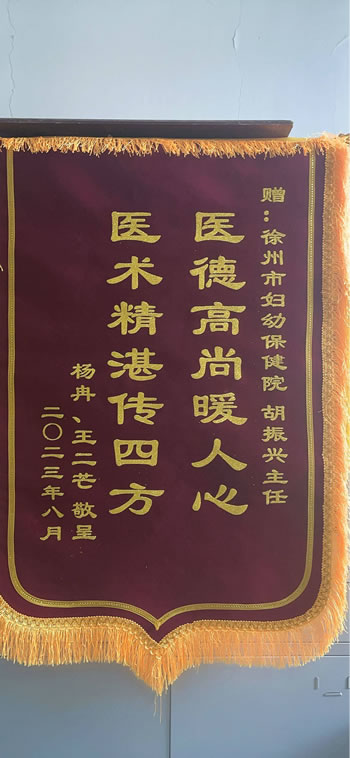 赠：徐州市妇幼保健院 胡振兴主任
医德高尚暖人心
医术精湛传四方
杨冉、王二芒 敬呈
二〇二三年八月